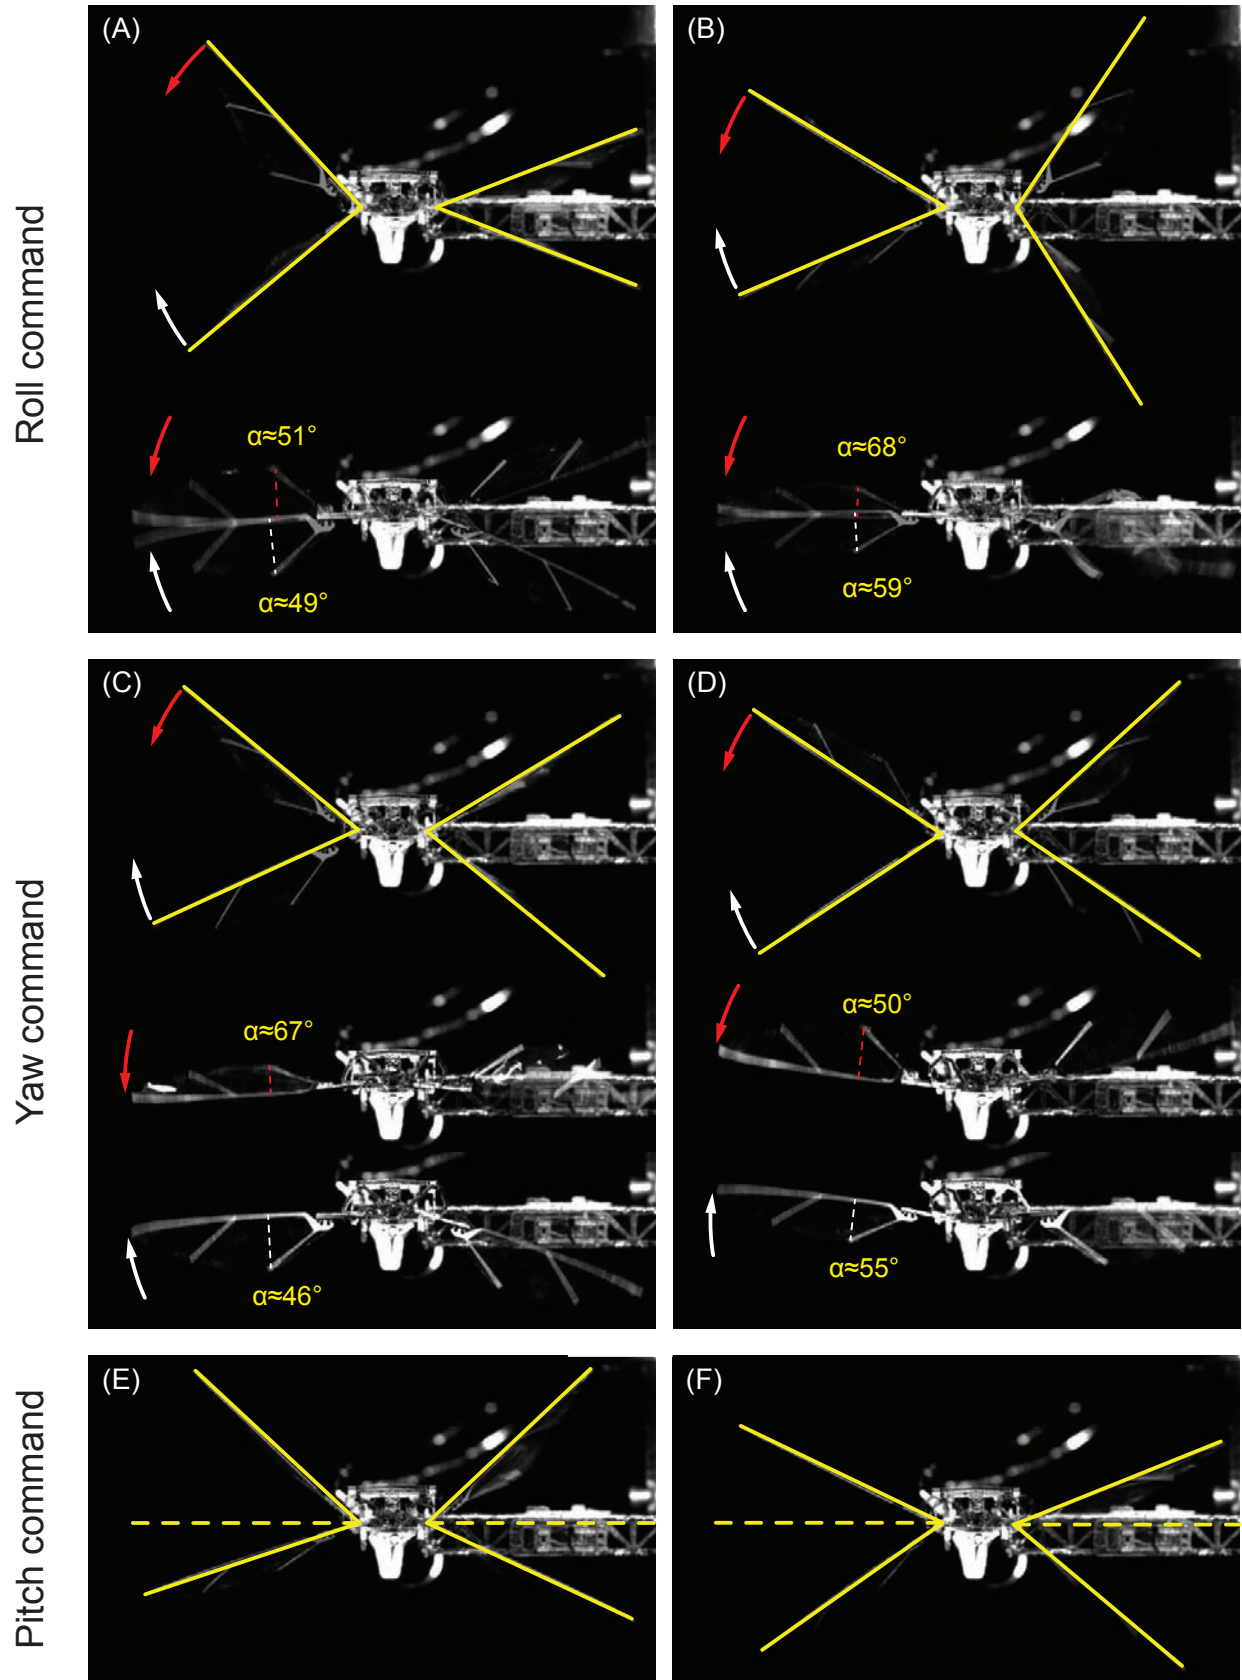 Roll command
(A)
(B)
α≈51°
α≈49°
α≈68°
α≈59°
Yaw command
(C)
(D)
α≈67°
α≈46°
α≈50°
α≈55°
Pitch command
(E)
(F)